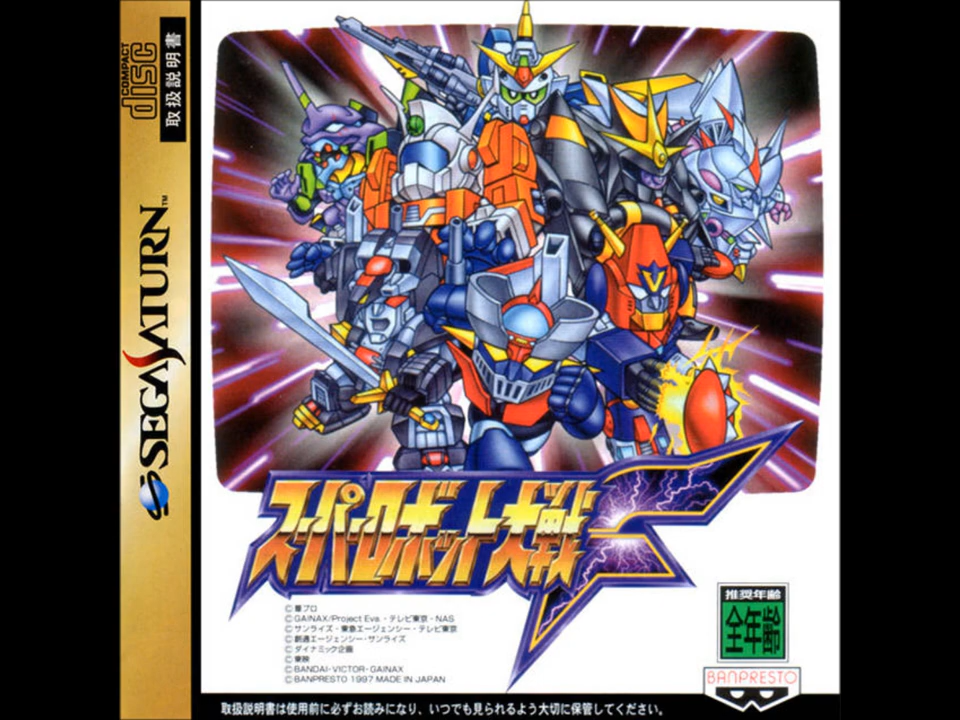 COMPACT
disc
取扱説明書
SEGA SATURN™
スーパーロボット大戦F
©葦プロ
©GAINAX/Project Eva.・テレビ東京・NAS
©サンライズ・東急エージェンシー・テレビ東京
©創通エージェンシー・サンライズ
©ダイナミック企画
©東映
©BANDAI・VICTOR・GAINAX
©BANPRESTO 1997 MADE IN JAPAN
推奨年齢
全年齢
BANPRESTO
取扱説明書は使用前に必ずお読みになり、いつでも見られるよう大切に保管してください。